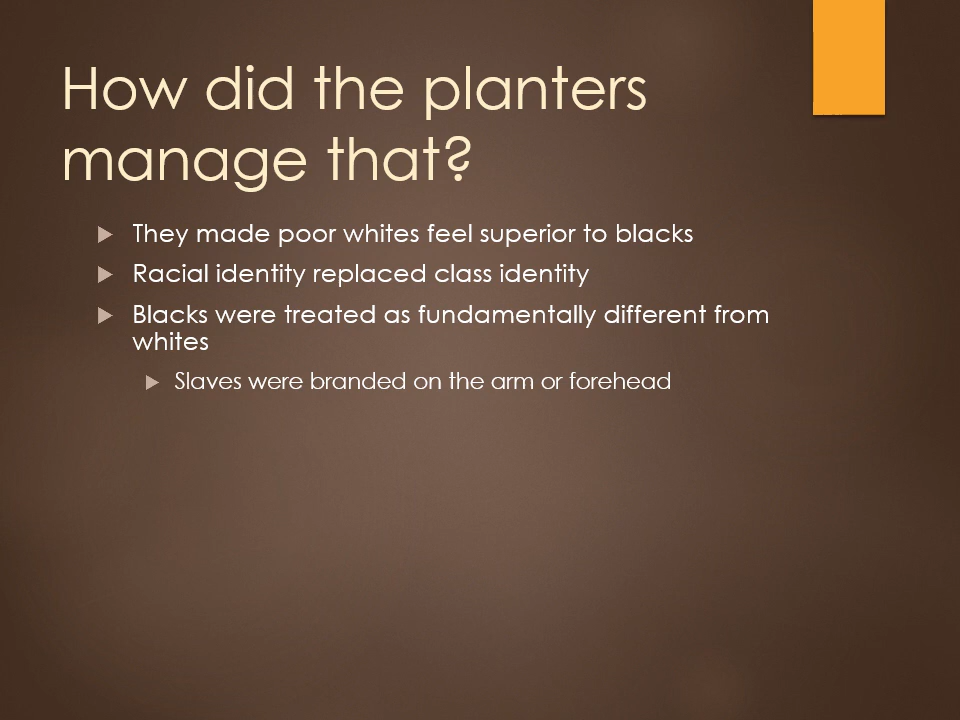 How did the planters
manage that?
They made poor whites feel superior to blacks
Racial identity replaced class identity
Blacks were treated as fundamentally different from
whites
Slaves were branded on the arm or forehead